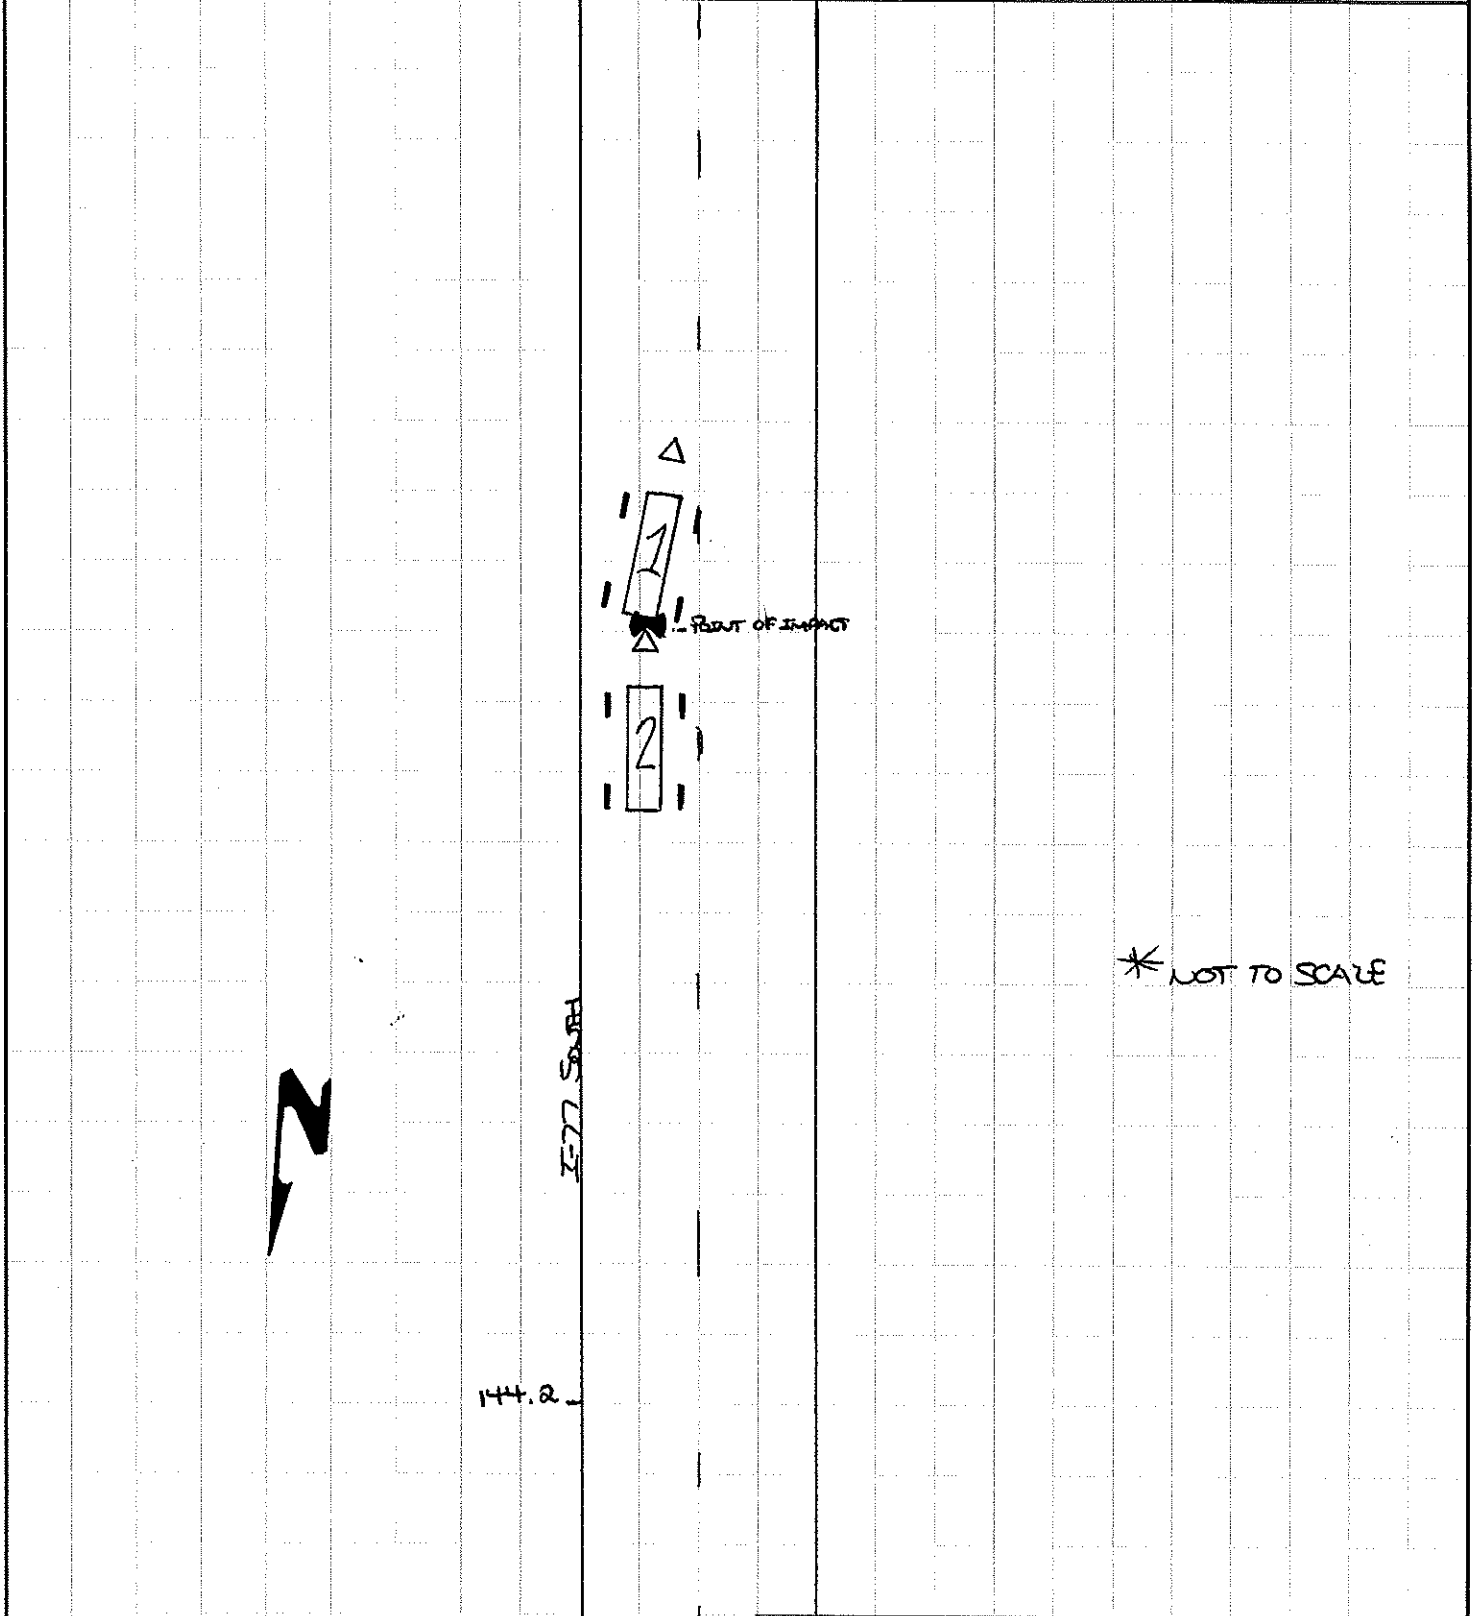 1
POINT OF IMPACT
2
* NOT TO SCALE
I-77 SOUTH
N
144.2